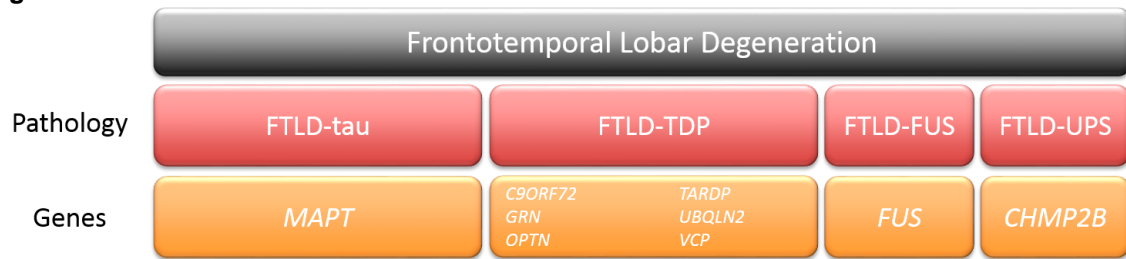 Frontotemporal Lobar Degeneration
Pathology FTLD-tau FTLD-TDP FTLD-FUS FTLD-UPS
Genes MAPT C9ORF72 TARDP FUS CHMP2B
GRN UBQLN2
OPTN VCP